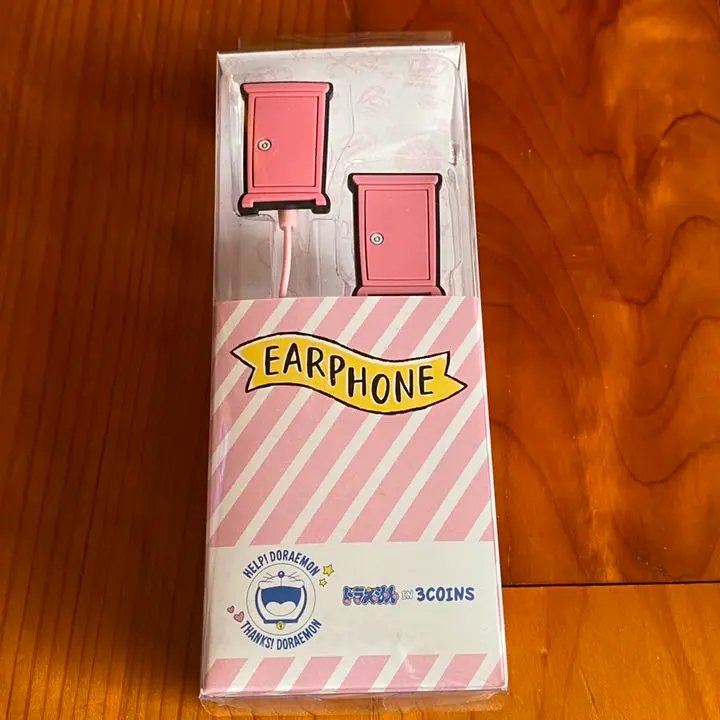 EARPHONE
HELP! DORAEMON
THANKS! DORAEMON
ドラえもん IN 3COINS